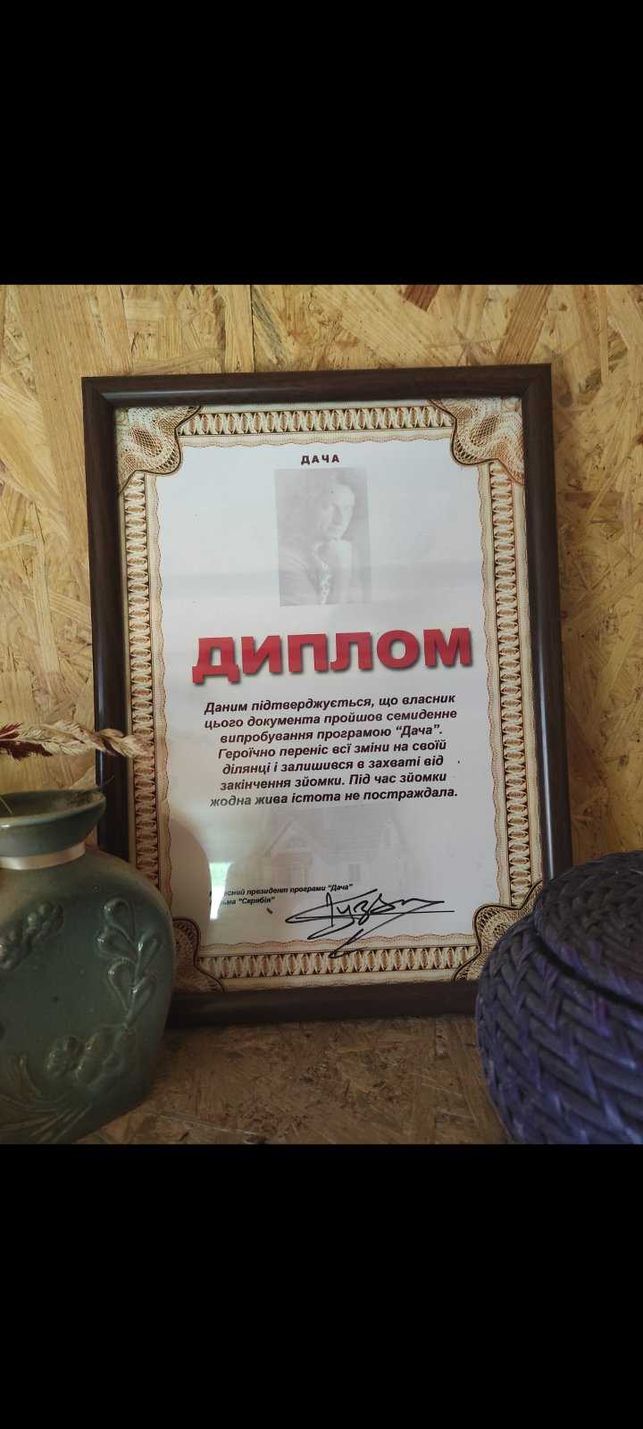 ДАЧА
ДИПЛОМ
Даним підтверджується, що власник
цього документа пройшов семиденне
випробування програмою “Дача”.
Героїчно переніс всі зміни на своїй
ділянці і залишився в захваті від
закінчення зйомки. Під час зйомки
жодна жива істота не постраждала.
президент програми “Дача”
“Скрябін”